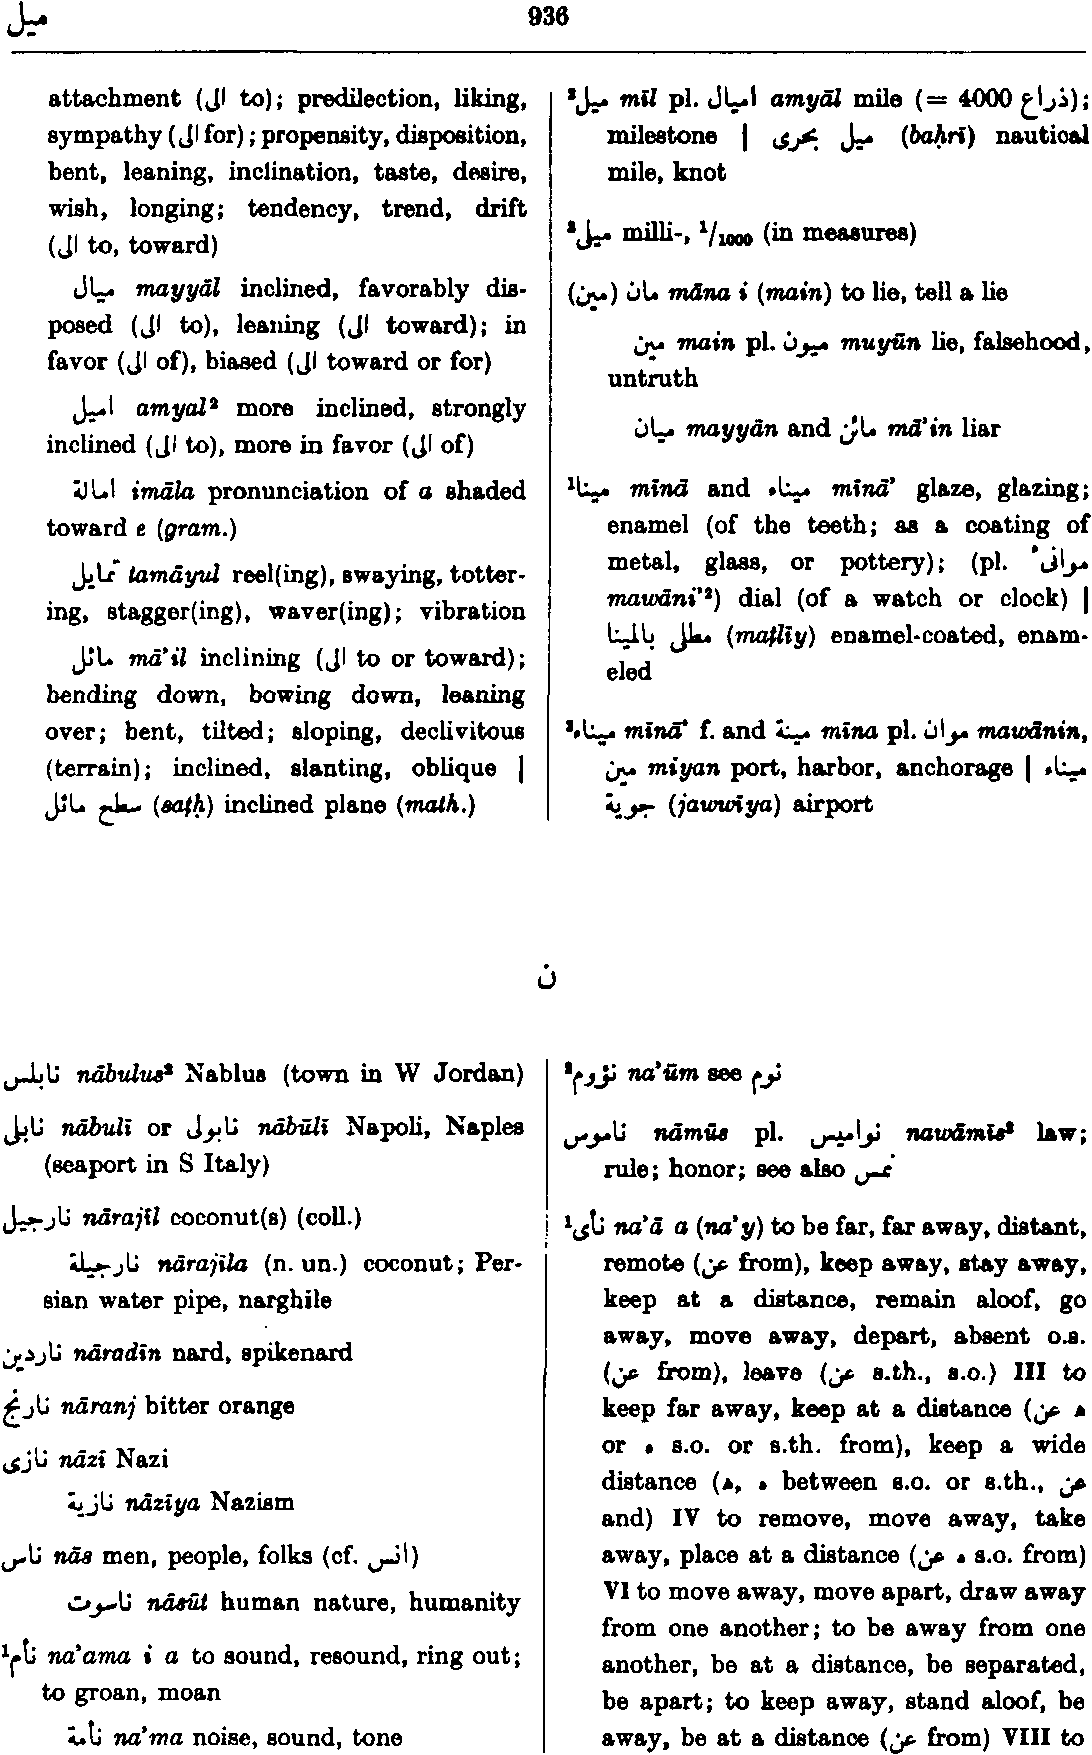 ميل
936
attachment (الى to); predilection, liking,
sympathy (الى for); propensity, disposition,
bent, leaning, inclination, taste, desire,
wish, longing; tendency, trend, drift
(الى to, toward)
ميال mayyāl inclined, favorably dis-
posed (الى to), leaning (الى toward); in
favor (الى of), biased (الى toward or for)
اميل amyal² more inclined, strongly
inclined (الى to), more in favor (الى of)
امالة imāla pronunciation of a shaded
toward e (gram.)
تمايل tamāyul reel(ing), swaying, totter-
ing, stagger(ing), waver(ing); vibration
مائل mā'il inclining (الى to or toward);
bending down, bowing down, leaning
over; bent, tilted; sloping, declivitous
(terrain); inclined, slanting, oblique |
سطح مائل (saṭḥ) inclined plane (math.)
²ميل mīl pl. اميال amyāl mile (= 4000 ذراع);
milestone | ميل بحرى (baḥrī) nautical
mile, knot
³ميل milli-, 1/1000 (in measures)
(مين) مان māna i (main) to lie, tell a lie
مين main pl. ميون muyūn lie, falsehood,
untruth
ميان mayyān and مائن mā'in liar
¹مينا mīnā and ميناء mīnā' glaze, glazing;
enamel (of the teeth; as a coating of
metal, glass, or pottery); (pl. موانئ
mawāni'²) dial (of a watch or clock) |
مطلى بالمينا (maṭlīy) enamel-coated, enam-
eled
²ميناء mīnā' f. and مينة mīna pl. موان mawānin,
مين miyan port, harbor, anchorage | ميناء
جوية (jawwīya) airport
ن
نابلس nābulus² Nablus (town in W Jordan)
نابلى nābulī or نابولى nābūlī Napoli, Naples
(seaport in S Italy)
نارجيل nārajīl coconut(s) (coll.)
نارجيلة nārajīla (n. un.) coconut; Per-
sian water pipe, narghile
ناردين nāradīn nard, spikenard
نارنج nāranj bitter orange
نازى nāzī Nazi
نازية nāzīya Nazism
ناس nās men, people, folks (cf. انس)
ناسوت nāsūt human nature, humanity
¹نأم na'ama i a to sound, resound, ring out;
to groan, moan
نأمة na'ma noise, sound, tone
²نؤوم na'ūm see نوم
ناموس nāmūs pl. نواميس nawāmīs² law;
rule; honor; see also نمس
¹نأى na'ā a (na'y) to be far, far away, distant,
remote (عن from), keep away, stay away,
keep at a distance, remain aloof, go
away, move away, depart, absent o.s.
(عن from), leave (عن s.th., s.o.) III to
keep far away, keep at a distance (عن ه
or ه s.o. or s.th. from), keep a wide
distance (ه, ه between s.o. or s.th., عن
and) IV to remove, move away, take
away, place at a distance (عن ه s.o. from)
VI to move away, move apart, draw away
from one another; to be away from one
another, be at a distance, be separated,
be apart; to keep away, stand aloof, be
away, be at a distance (عن from) VIII to